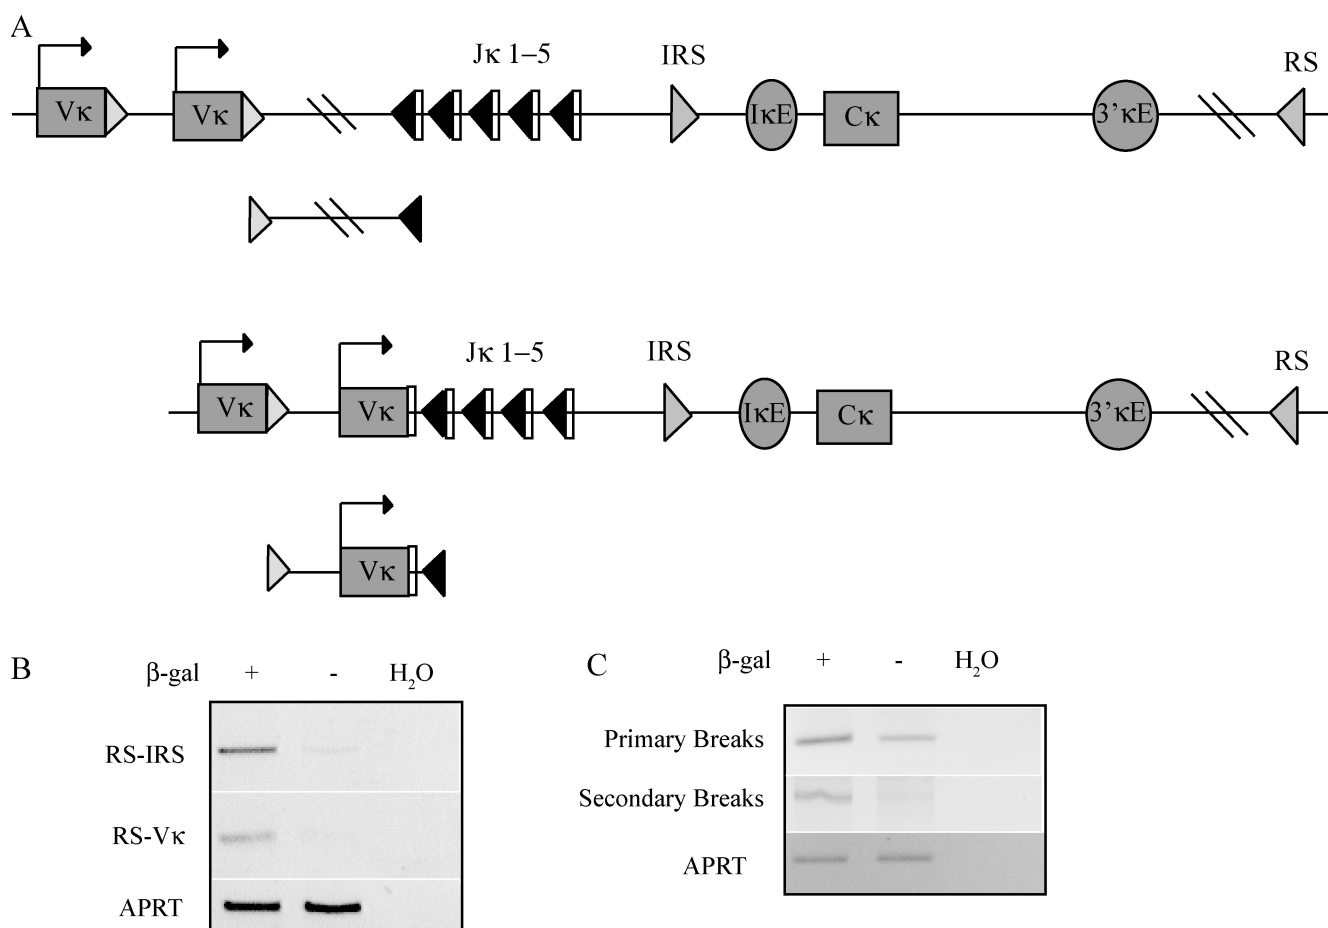 A
Jκ 1–5
IRS
RS
Vκ
Vκ
IκE
Cκ
3'κE
Jκ 1–5
IRS
RS
Vκ
Vκ
IκE
Cκ
3'κE
Vκ
B
β-gal + - H₂O
RS-IRS
RS-Vκ
APRT
C
β-gal + - H₂O
Primary Breaks
Secondary Breaks
APRT